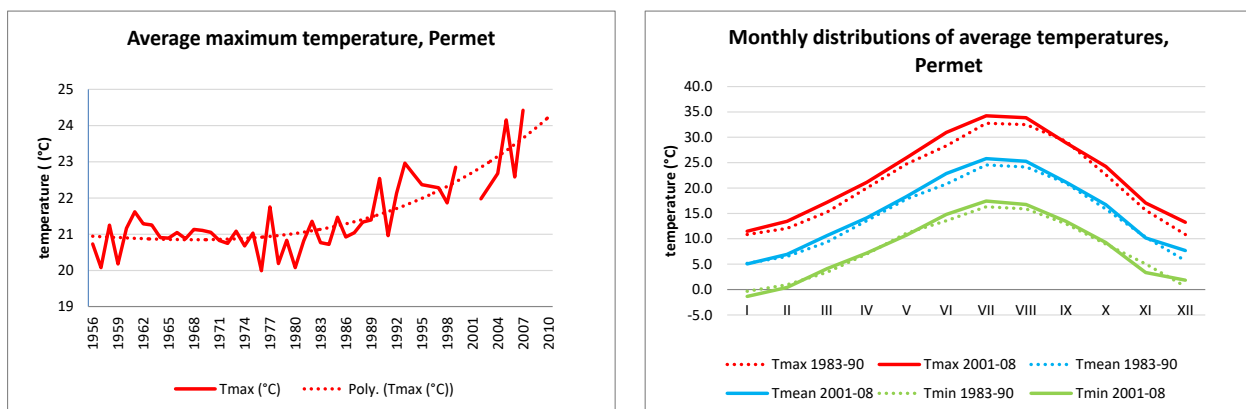 Average maximum temperature, Permet
temperature ( (°C)
25
24
23
22
21
20
19
1956 1959 1962 1965 1968 1971 1974 1977 1980 1983 1986 1989 1992 1995 1998 2001 2004 2007 2010
Tmax (°C) Poly. (Tmax (°C))
Monthly distributions of average temperatures,
Permet
temperature (°C)
40.0
35.0
30.0
25.0
20.0
15.0
10.0
5.0
0.0
-5.0
I II III IV V VI VII VIII IX X XI XII
Tmax 1983-90 Tmax 2001-08 Tmean 1983-90
Tmean 2001-08 Tmin 1983-90 Tmin 2001-08